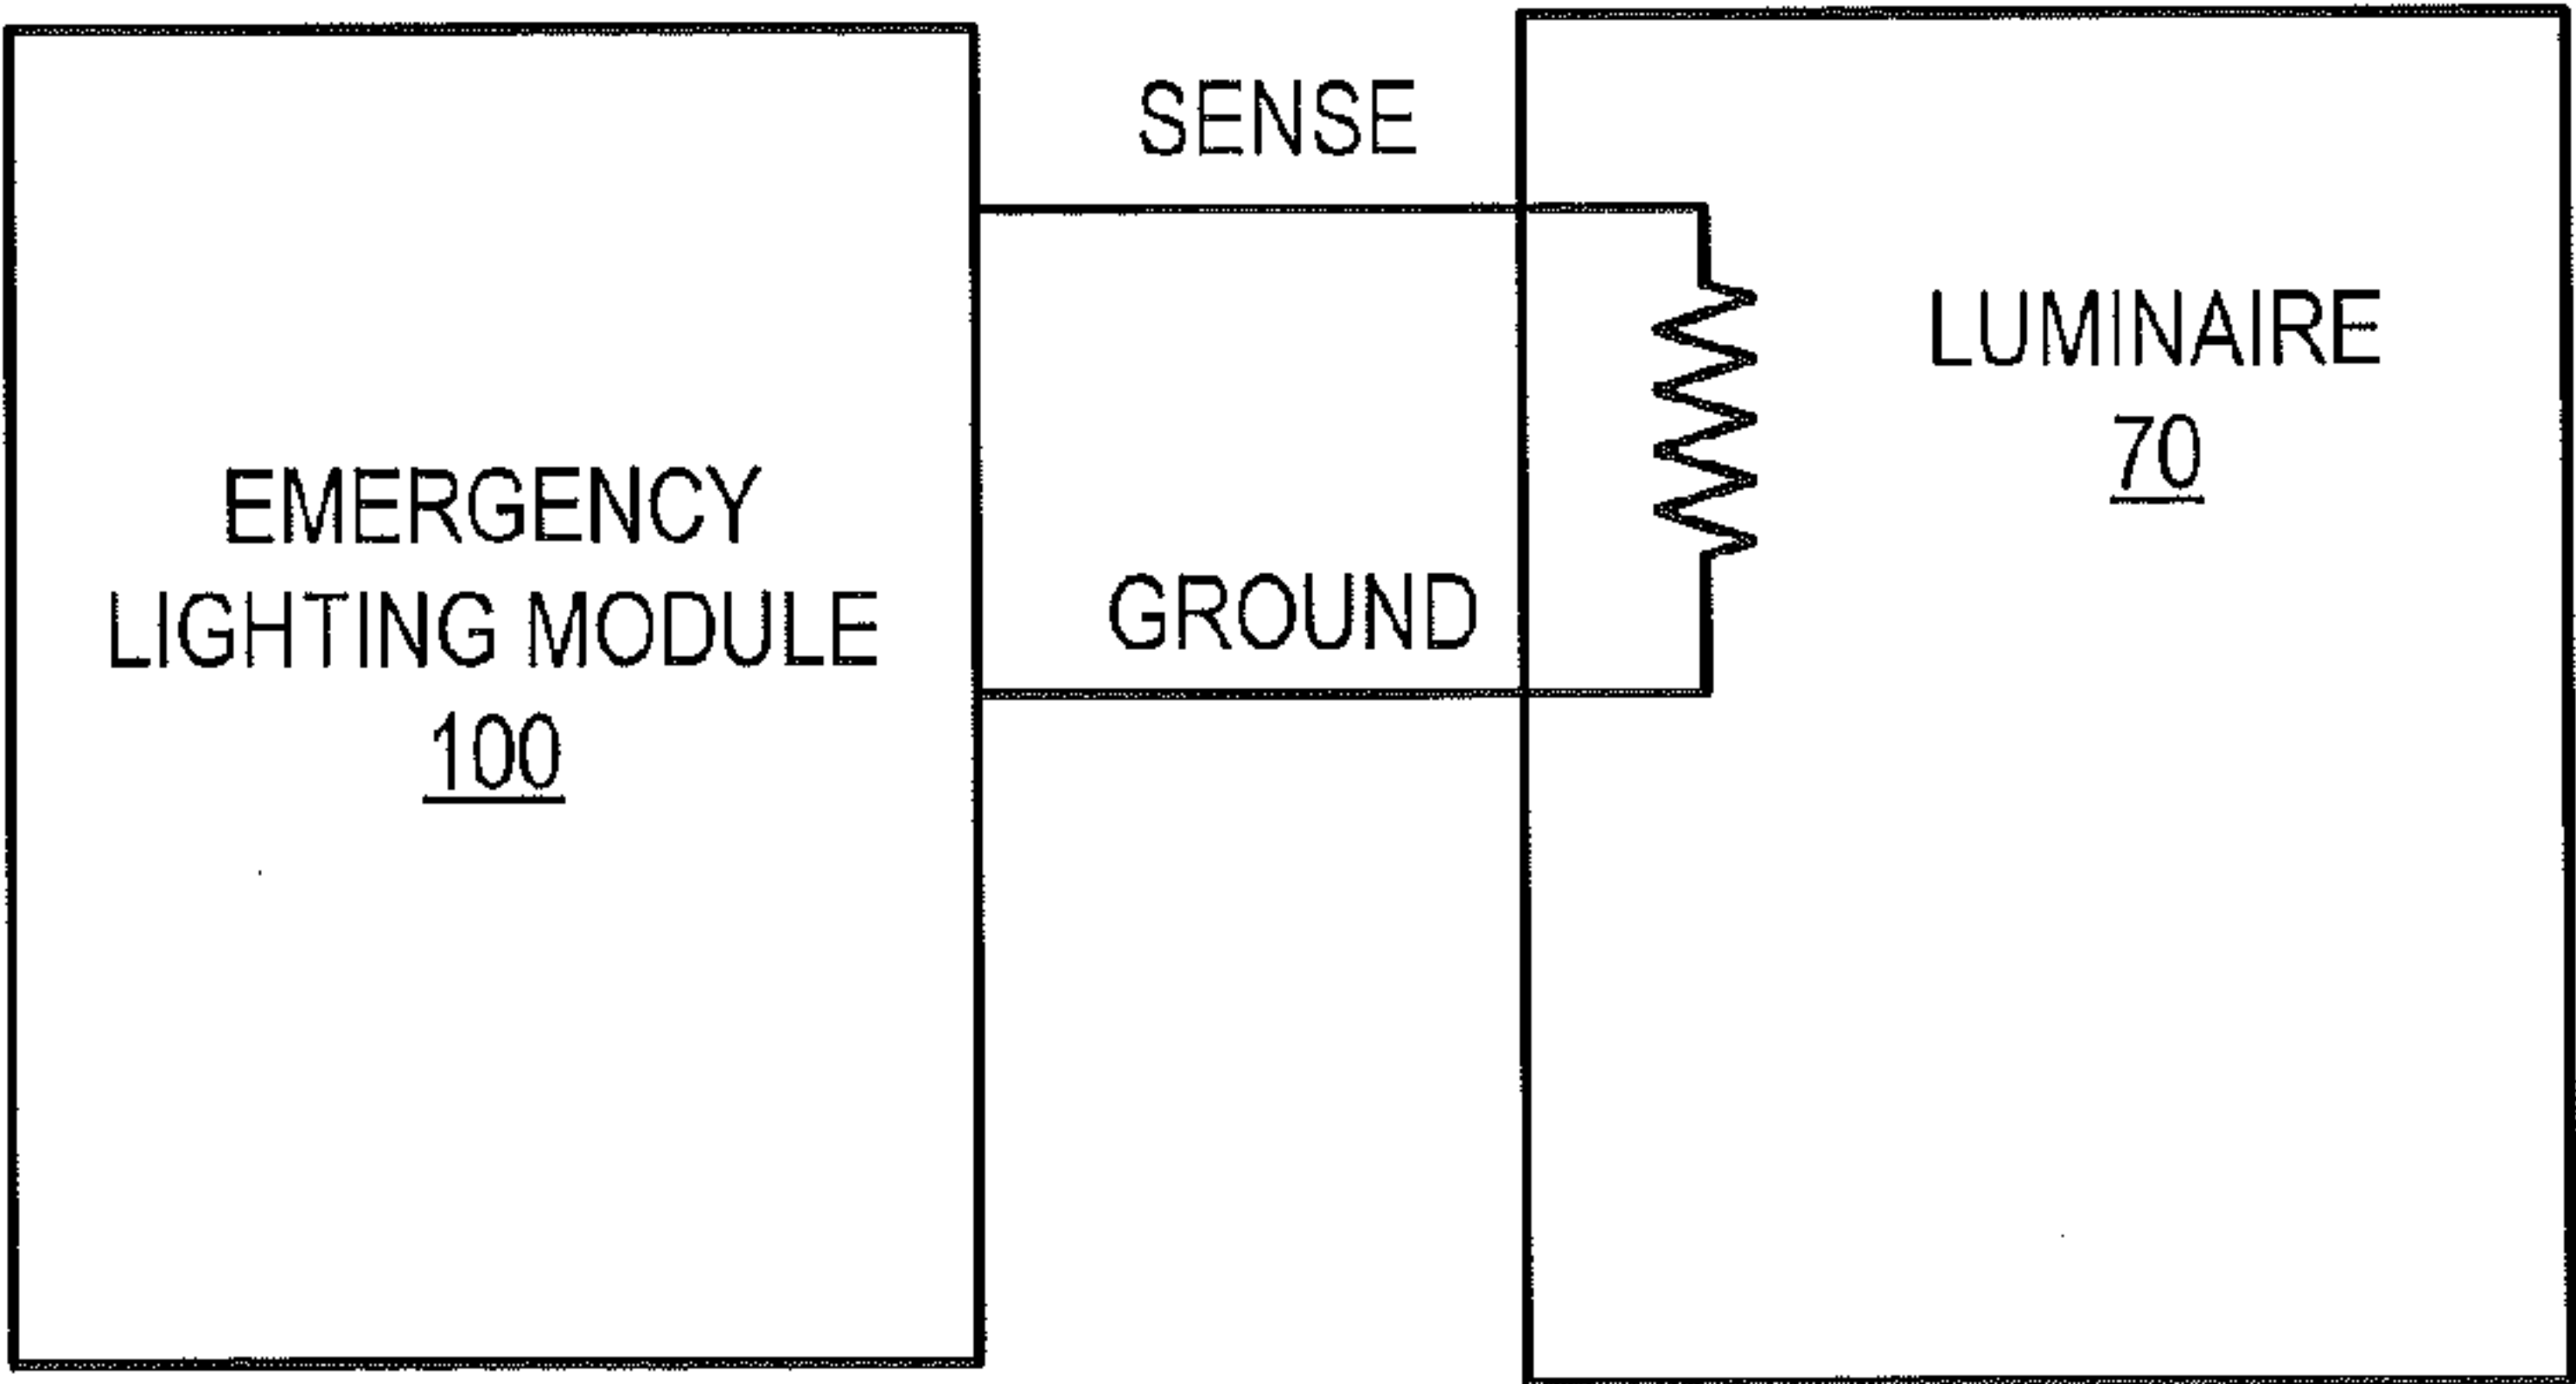 SENSE
LUMINAIRE
70
EMERGENCY
LIGHTING MODULE
100
GROUND